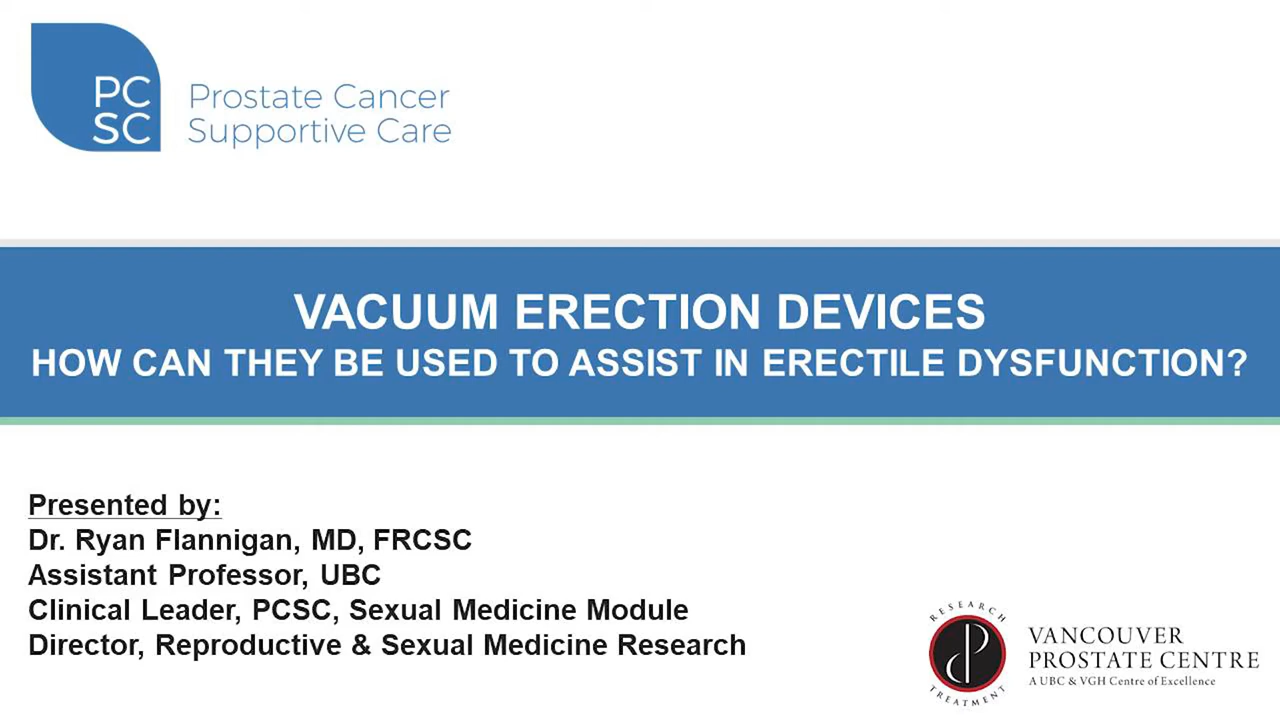 PC
SC
Prostate Cancer
Supportive Care
VACUUM ERECTION DEVICES
HOW CAN THEY BE USED TO ASSIST IN ERECTILE DYSFUNCTION?
Presented by:
Dr. Ryan Flannigan, MD, FRCSC
Assistant Professor, UBC
Clinical Leader, PCSC, Sexual Medicine Module
Director, Reproductive & Sexual Medicine Research
RESEARCH
TREATMENT
VANCOUVER
PROSTATE CENTRE
A UBC & VGH Centre of Excellence